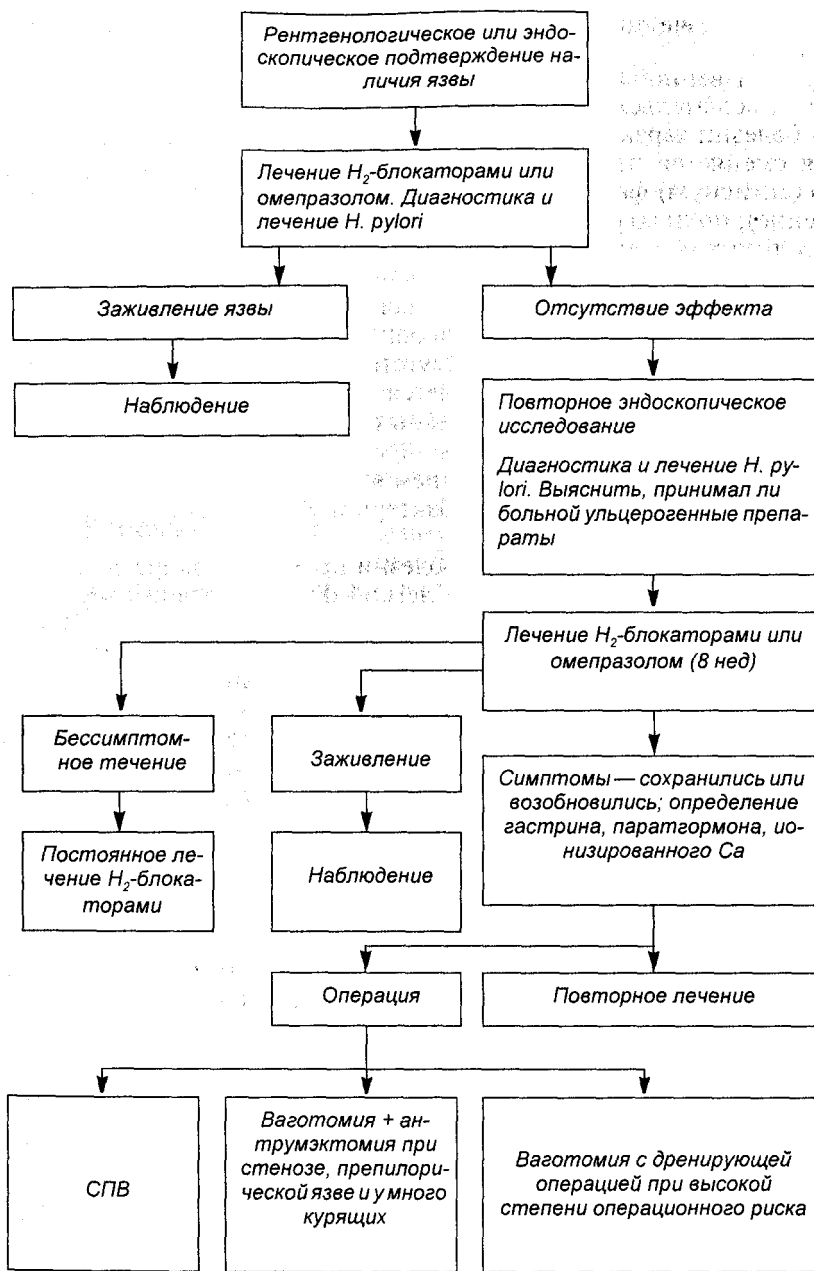 Рентгенологическое или эндо-
скопическое подтверждение на-
личия язвы
Лечение H₂-блокаторами или
омепразолом. Диагностика и
лечение H. pylori
Заживление язвы
Отсутствие эффекта
Наблюдение
Повторное эндоскопическое
исследование
Диагностика и лечение H. py-
lori. Выяснить, принимал ли
больной ульцерогенные препа-
раты
Лечение H₂-блокаторами или
омепразолом (8 нед)
Бессимптом-
ное течение
Заживление
Симптомы — сохранились или
возобновились; определение
гастрина, паратгормона, ио-
низированного Ca
Постоянное ле-
чение H₂-блока-
торами
Наблюдение
Операция
Повторное лечение
СПВ
Ваготомия + ан-
трумэктомия при
стенозе, препилори-
ческой язве и у много
курящих
Ваготомия с дренирующей
операцией при высокой
степени операционного риска